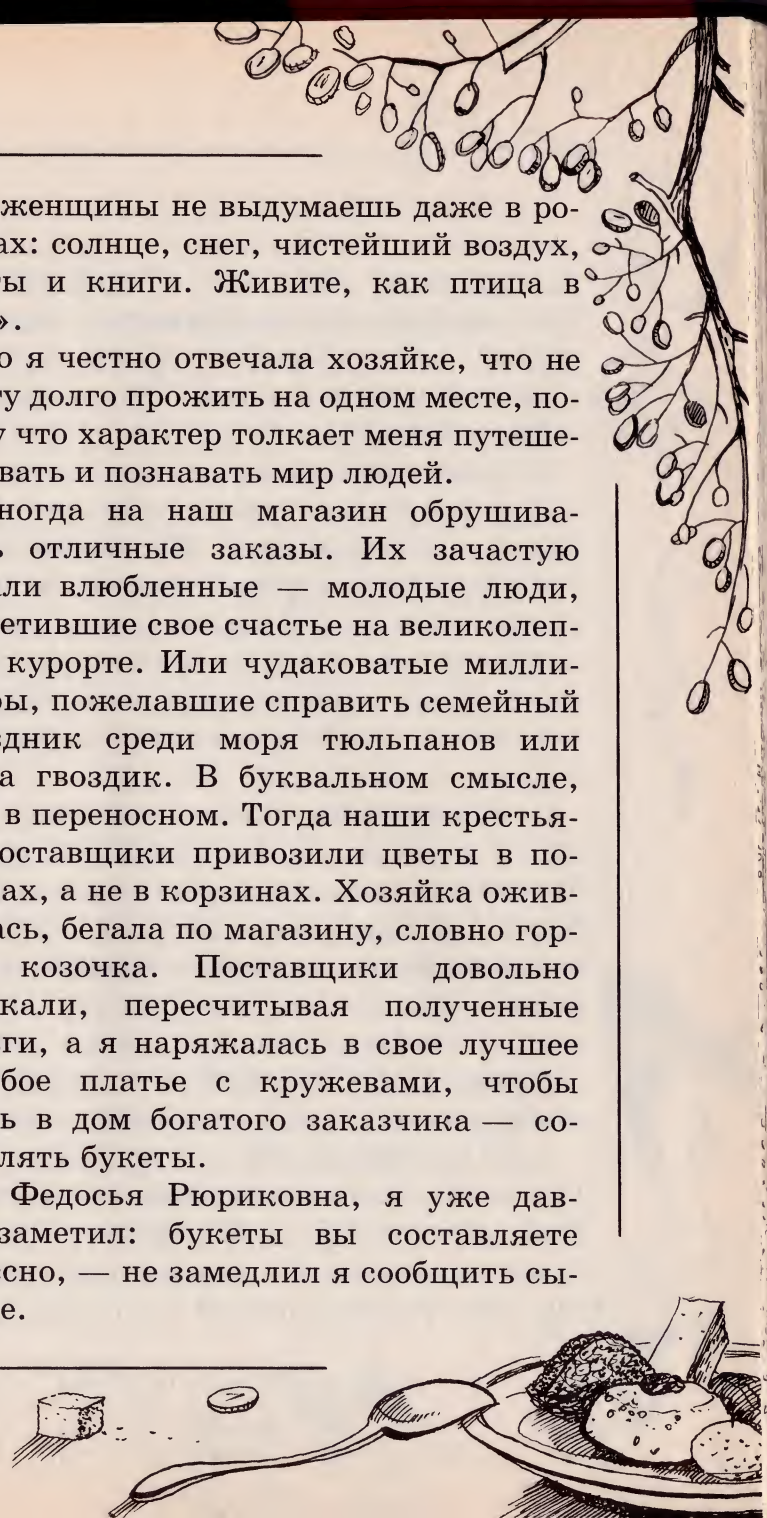 женщины не выдумаешь даже в ро-
ах: солнце, снег, чистейший воздух,
ы и книги. Живите, как птица в
».
о я честно отвечала хозяйке, что не
гу долго прожить на одном месте, по-
у что характер толкает меня путеше-
вать и познавать мир людей.
ногда на наш магазин обрушива-
ь отличные заказы. Их зачастую
али влюбленные — молодые люди,
етившие свое счастье на великолеп-
курорте. Или чудаковатые милли-
ры, пожелавшие справить семейный
здник среди моря тюльпанов или
а гвоздик. В буквальном смысле,
в переносном. Тогда наши крестья-
оставщики привозили цветы в по-
ах, а не в корзинах. Хозяйка ожив-
ась, бегала по магазину, словно гор-
козочка. Поставщики довольно
кали, пересчитывая полученные
ги, а я наряжалась в свое лучшее
бое платье с кружевами, чтобы
ь в дом богатого заказчика — со-
лять букеты.
Федосья Рюриковна, я уже дав-
заметил: букеты вы составляете
сно, — не замедлил я сообщить сы-
е.